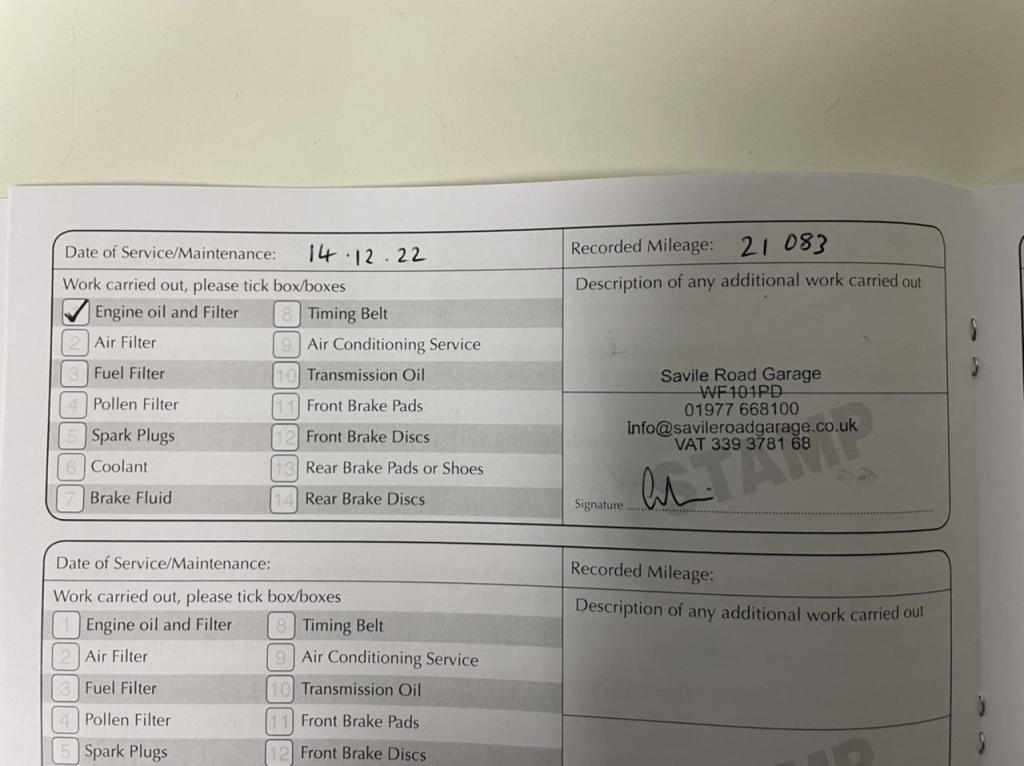 Date of Service/Maintenance: 14.12.22
Recorded Mileage: 21 083
Work carried out, please tick box/boxes
1 Engine oil and Filter
2 Air Filter
3 Fuel Filter
4 Pollen Filter
5 Spark Plugs
6 Coolant
7 Brake Fluid
8 Timing Belt
9 Air Conditioning Service
10 Transmission Oil
11 Front Brake Pads
12 Front Brake Discs
13 Rear Brake Pads or Shoes
14 Rear Brake Discs
Description of any additional work carried out
Savile Road Garage
WF101PD
01977 668100
info@savileroadgarage.co.uk
VAT 339 3781 68
STAMP
Signature
Date of Service/Maintenance:
Recorded Mileage:
Work carried out, please tick box/boxes
1 Engine oil and Filter
2 Air Filter
3 Fuel Filter
4 Pollen Filter
5 Spark Plugs
8 Timing Belt
9 Air Conditioning Service
10 Transmission Oil
11 Front Brake Pads
12 Front Brake Discs
Description of any additional work carried out
STAMP